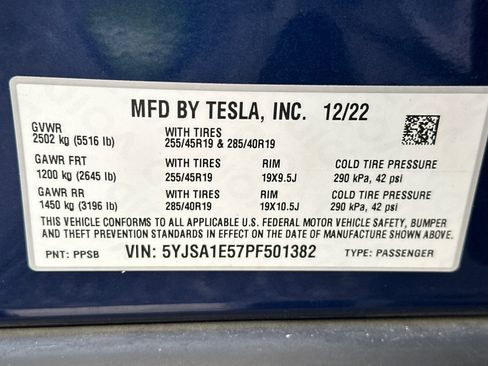 MFD BY TESLA, INC. 12/22
GVWR
2502 kg (5516 lb)
WITH TIRES
255/45R19 & 285/40R19
GAWR FRT
1200 kg (2645 lb)
WITH TIRES
255/45R19
RIM
19X9.5J
COLD TIRE PRESSURE
290 kPa, 42 psi
GAWR RR
1450 kg (3196 lb)
WITH TIRES
285/40R19
RIM
19X10.5J
COLD TIRE PRESSURE
290 kPa, 42 psi
THIS VEHICLE CONFORMS TO ALL APPLICABLE U.S. FEDERAL MOTOR VEHICLE SAFETY, BUMPER
AND THEFT PREVENTION STANDARDS IN EFFECT ON THE DATE OF MANUFACTURE SHOWN ABOVE.
PNT: PPSB VIN: 5YJSA1E57PF501382 TYPE: PASSENGER